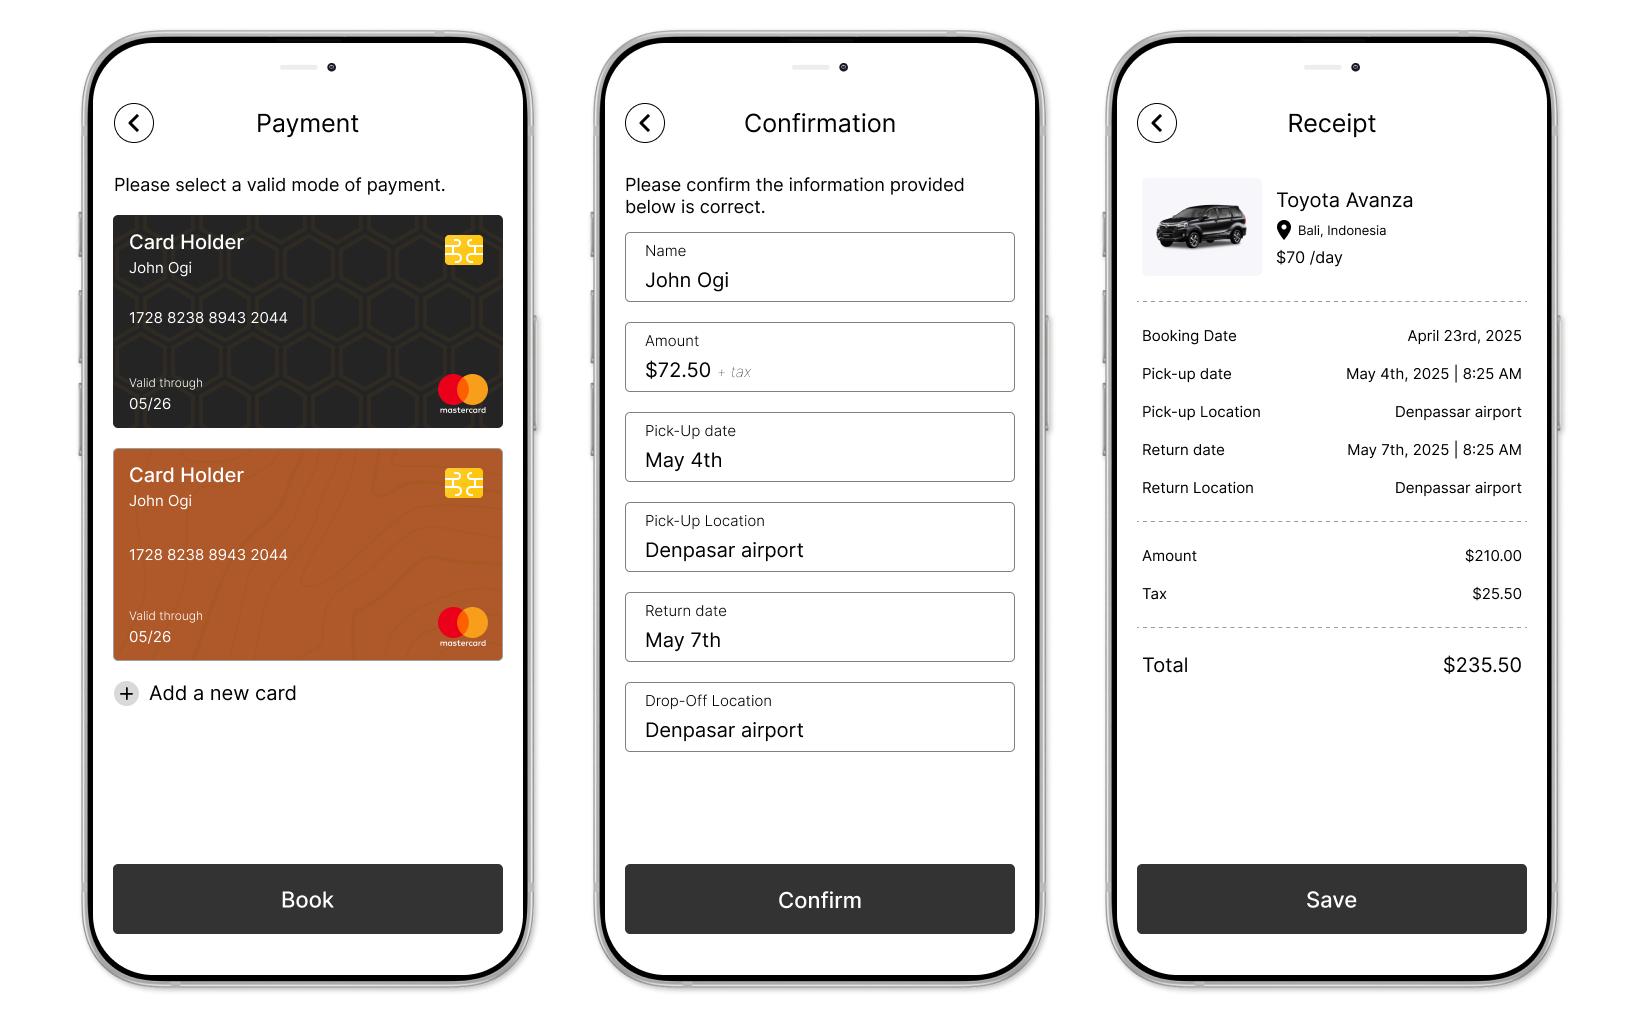 Payment
Please select a valid mode of payment.
Card Holder
John Ogi
1728 8238 8943 2044
Valid through
05/26
mastercard
Card Holder
John Ogi
1728 8238 8943 2044
Valid through
05/26
mastercard
+ Add a new card
Book
Confirmation
Please confirm the information provided
below is correct.
Name
John Ogi
Amount
$72.50 + tax
Pick-Up date
May 4th
Pick-Up Location
Denpasar airport
Return date
May 7th
Drop-Off Location
Denpasar airport
Confirm
Receipt
Toyota Avanza
Bali, Indonesia
$70 /day
Booking Date April 23rd, 2025
Pick-up date May 4th, 2025 | 8:25 AM
Pick-up Location Denpassar airport
Return date May 7th, 2025 | 8:25 AM
Return Location Denpassar airport
Amount $210.00
Tax $25.50
Total $235.50
Save